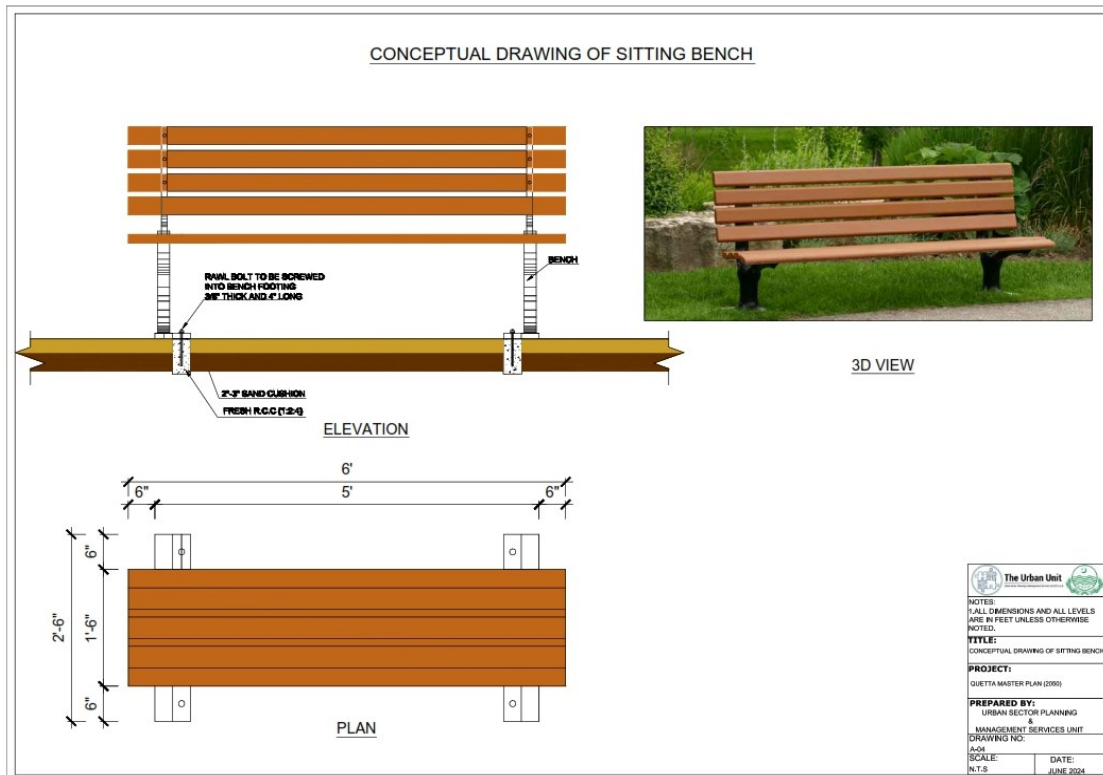 CONCEPTUAL DRAWING OF SITTING BENCH
RAWL BOLT TO BE SCREWED
INTO BENCH FOOTING
3/8" THICK AND 4" LONG
BENCH
2"-3" SAND CUSHION
FRESH R.C.C (1:2:4)
ELEVATION
3D VIEW
6'
6" 5' 6"
6"
1'-6"
6"
2'-6"
PLAN
The Urban Unit
NOTES:
1.ALL DIMENSIONS AND ALL LEVELS
ARE IN FEET UNLESS OTHERWISE
NOTED.
TITLE:
CONCEPTUAL DRAWING OF SITTING BENCH
PROJECT:
QUETTA MASTER PLAN (2050)
PREPARED BY:
URBAN SECTOR PLANNING
&
MANAGEMENT SERVICES UNIT
DRAWING NO:
A-04
SCALE:
N.T.S
DATE:
JUNE 2024